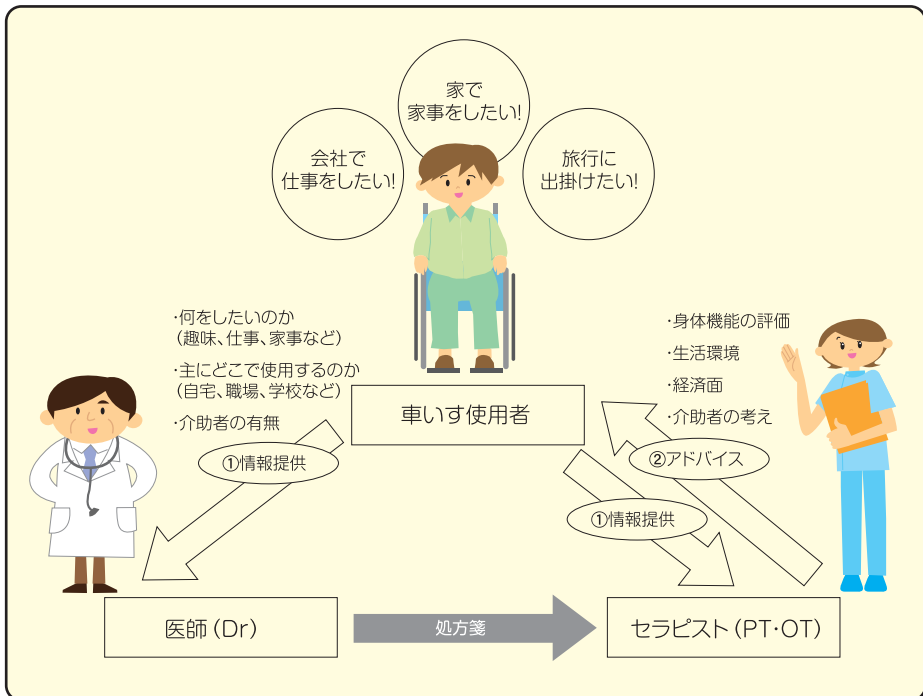 家で
家事をしたい!
会社で
仕事をしたい!
旅行に
出掛けたい!
・何をしたいのか
(趣味、仕事、家事など)
・主にどこで使用するのか
(自宅、職場、学校など)
・介助者の有無
・身体機能の評価
・生活環境
・経済面
・介助者の考え
車いす使用者
①情報提供
②アドバイス
①情報提供
医師(Dr)
処方箋
セラピスト(PT・OT)